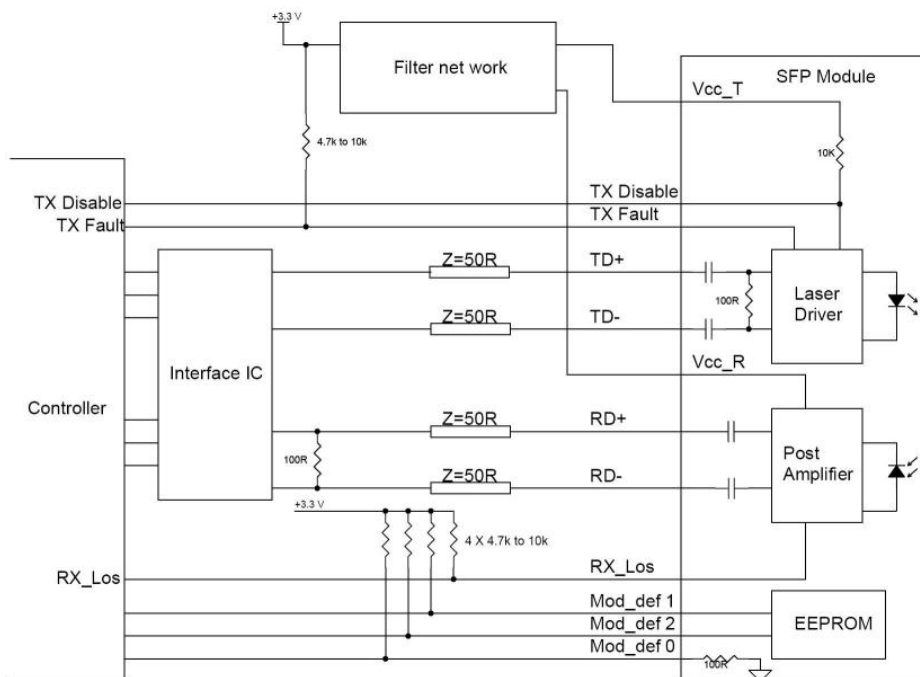 +3.3 V
Filter net work
SFP Module
Vcc_T
4.7k to 10k
10K
TX Disable
TX Disable
TX Fault
TX Fault
Z=50R
TD+
100R
Laser
Driver
Z=50R
TD-
Interface IC
Vcc_R
Controller
Z=50R
RD+
100R
Post
Amplifier
Z=50R
RD-
+3.3 V
4 X 4.7k to 10k
RX_Los
RX_Los
Mod_def 1
EEPROM
Mod_def 2
Mod_def 0
100R